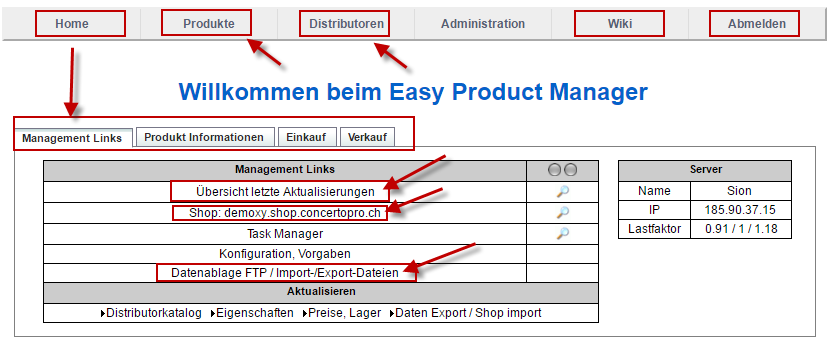 Home Produkte Distributoren Administration Wiki Abmelden
Willkommen beim Easy Product Manager
Management Links Produkt Informationen Einkauf Verkauf
Management Links
Übersicht letzte Aktualisierungen
Shop: demoxy.shop.concertopro.ch
Task Manager
Konfiguration, Vorgaben
Datenablage FTP / Import-/Export-Dateien
Aktualisieren
Distributorkatalog Eigenschaften Preise, Lager Daten Export / Shop import
Server
Name Sion
IP 185.90.37.15
Lastfaktor 0.91 / 1 / 1.18